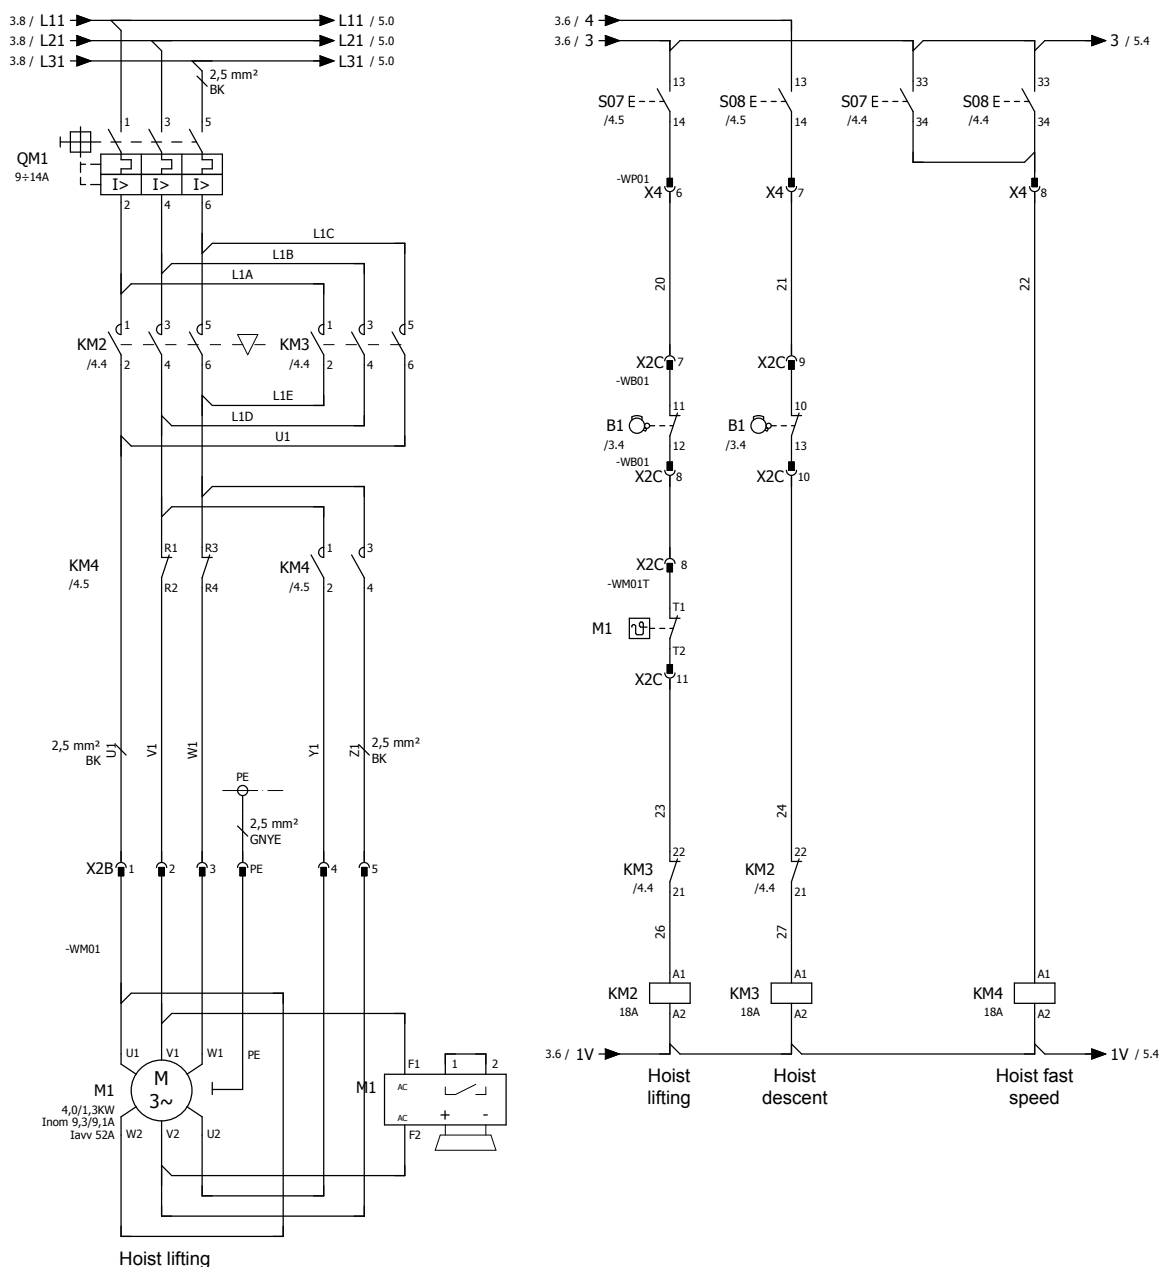 3.8 / L11 L11 / 5.0
3.8 / L21 L21 / 5.0
3.8 / L31 L31 / 5.0
2,5 mm²
BK
1 3 5
QM1
9÷14A
I> I> I>
2 4 6
L1C
L1B
L1A
1 3 5 1 3 5
KM2 KM3
/4.4 /4.4
2 4 6 2 4 6
L1E
L1D
U1
R1 R3 1 3
KM4 KM4
/4.5 /4.5
R2 R4 2 4
2,5 mm²
BK
U1 V1 W1 Y1 Z1
2,5 mm²
BK
PE
2,5 mm²
GNYE
X2B 1 2 3 PE 4 5
-WM01
U1 V1 W1 PE
M1
4,0/1,3KW
Inom 9,3/9,1A
Iavv 52A
M
3~
W2 V2 U2
F1 1 2
M1
AC
AC + -
F2
Hoist lifting
3.6 / 4
3.6 / 3 3 / 5.4
13 13 33 33
S07 E S08 E S07 E S08 E
/4.5 /4.5 /4.4 /4.4
14 14 34 34
-WP01
X4 6 X4 7 X4 8
20 21 22
X2C 7 X2C 9
-WB01
11 10
B1 B1
/3.4 /3.4
12 13
-WB01
X2C 8 X2C 10
X2C 8
-WM01T
T1
M1 ϑ
T2
X2C 11
23 24
22 22
KM3 KM2
/4.4 /4.4
21 21
26 27
A1 A1 A1
KM2 KM3 KM4
18A 18A 18A
A2 A2 A2
3.6 / 1V 1V / 5.4
Hoist
lifting
Hoist
descent
Hoist fast
speed